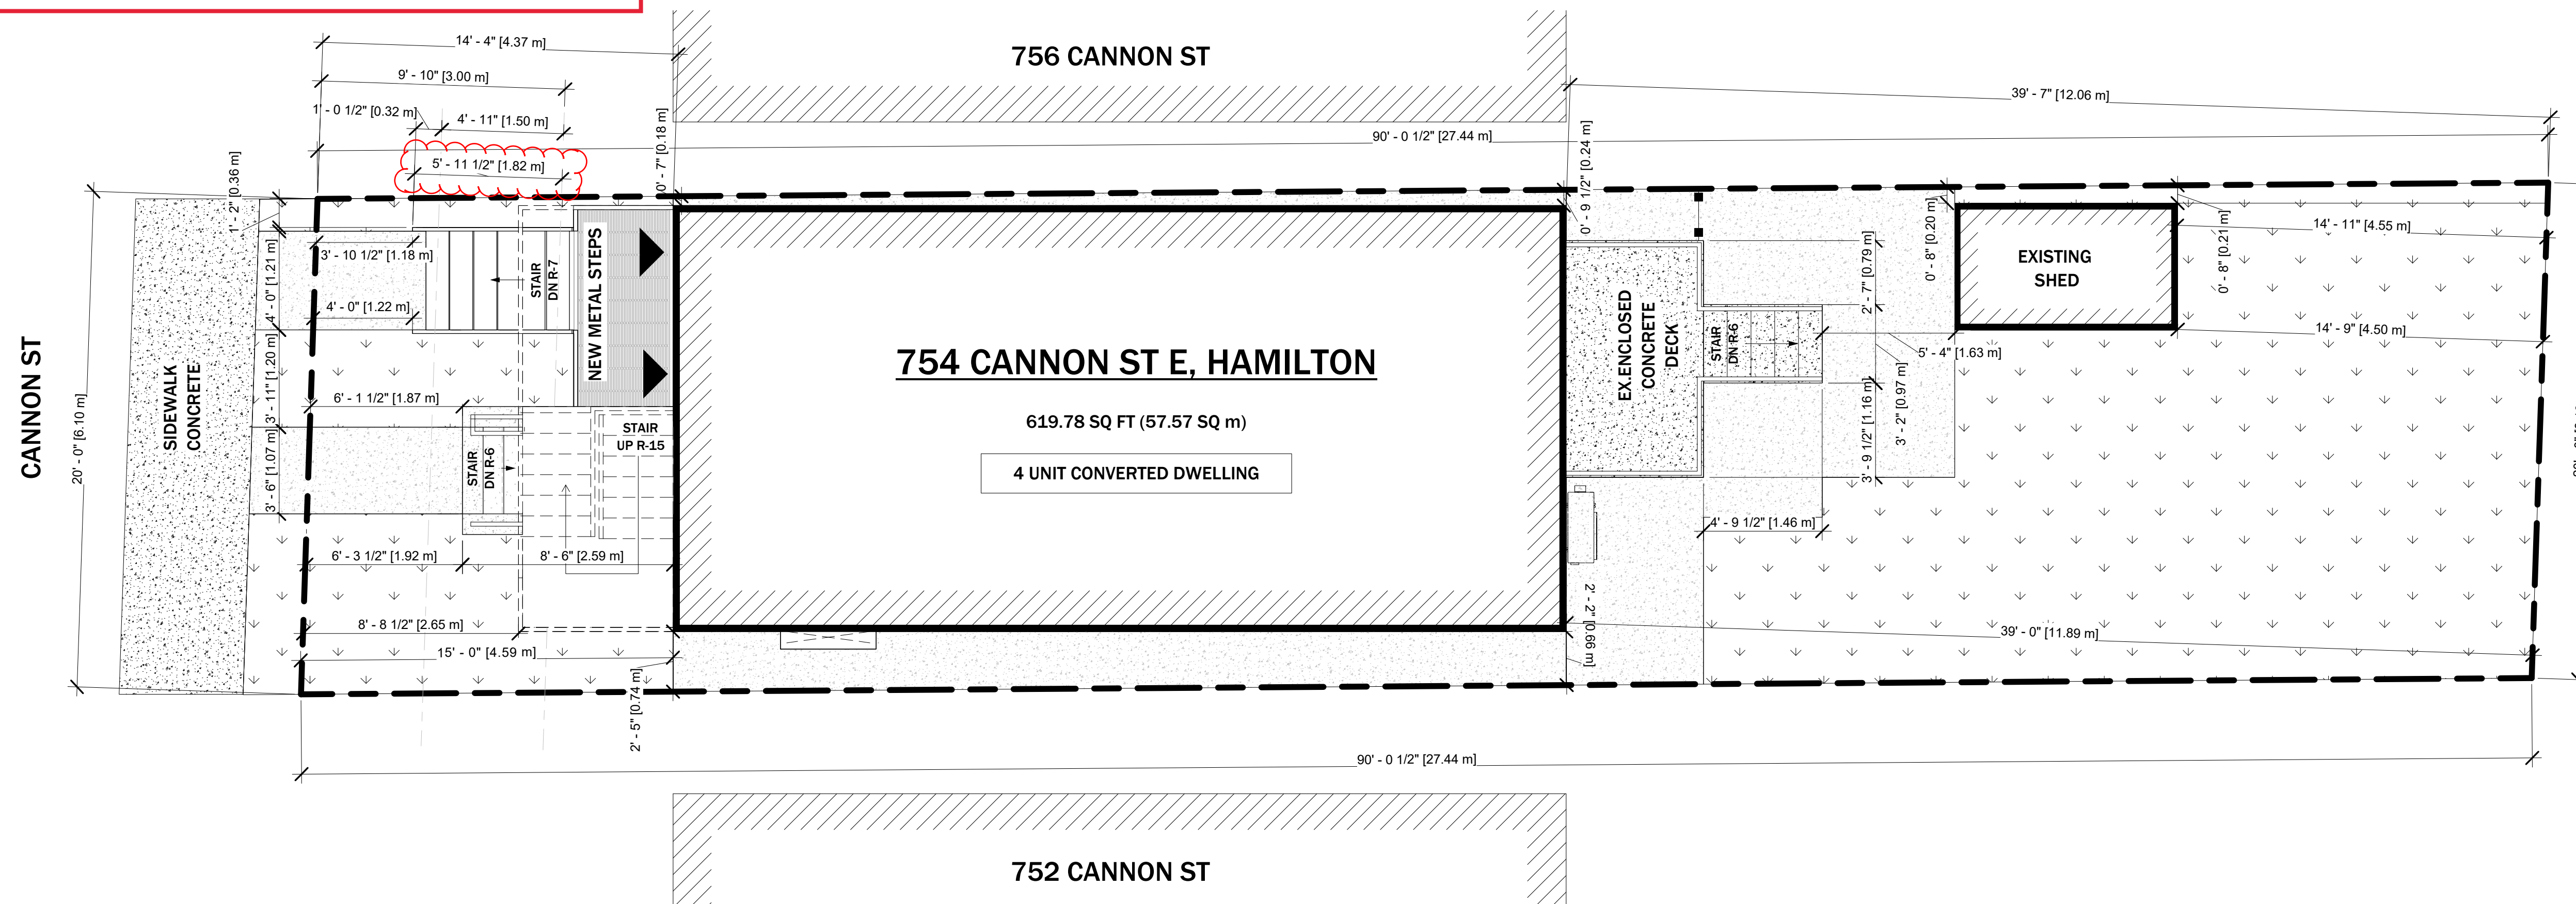 756 CANNON ST
14' - 4" [4.37 m]
9' - 10" [3.00 m]
1' - 0 1/2" [0.32 m]
4' - 11" [1.50 m]
5' - 11 1/2" [1.82 m]
0' - 7" [0.18 m]
39' - 7" [12.06 m]
90' - 0 1/2" [27.44 m]
0' - 9 1/2" [0.24 m]
1' - 2" [0.36 m]
CANNON ST
20' - 0" [6.10 m]
SIDEWALK
CONCRETE
4' - 0" [1.21 m]
3' - 11" [1.20 m]
3' - 6" [1.07 m]
3' - 10 1/2" [1.18 m]
4' - 0" [1.22 m]
6' - 1 1/2" [1.87 m]
STAIR
DN R-7
NEW METAL STEPS
STAIR
UP R-15
STAIR
DN R-6
6' - 3 1/2" [1.92 m]
8' - 6" [2.59 m]
8' - 8 1/2" [2.65 m]
15' - 0" [4.59 m]
2' - 5" [0.74 m]
754 CANNON ST E, HAMILTON
619.78 SQ FT (57.57 SQ m)
4 UNIT CONVERTED DWELLING
EX.ENCLOSED
CONCRETE
DECK
STAIR
DN R-6
2' - 7" [0.79 m]
3' - 2" [0.97 m]
3' - 9 1/2" [1.16 m]
5' - 4" [1.63 m]
4' - 9 1/2" [1.46 m]
2' - 2" [0.66 m]
0' - 8" [0.20 m]
EXISTING
SHED
0' - 8" [0.21 m]
14' - 11" [4.55 m]
14' - 9" [4.50 m]
39' - 0" [11.89 m]
90' - 0 1/2" [27.44 m]
752 CANNON ST